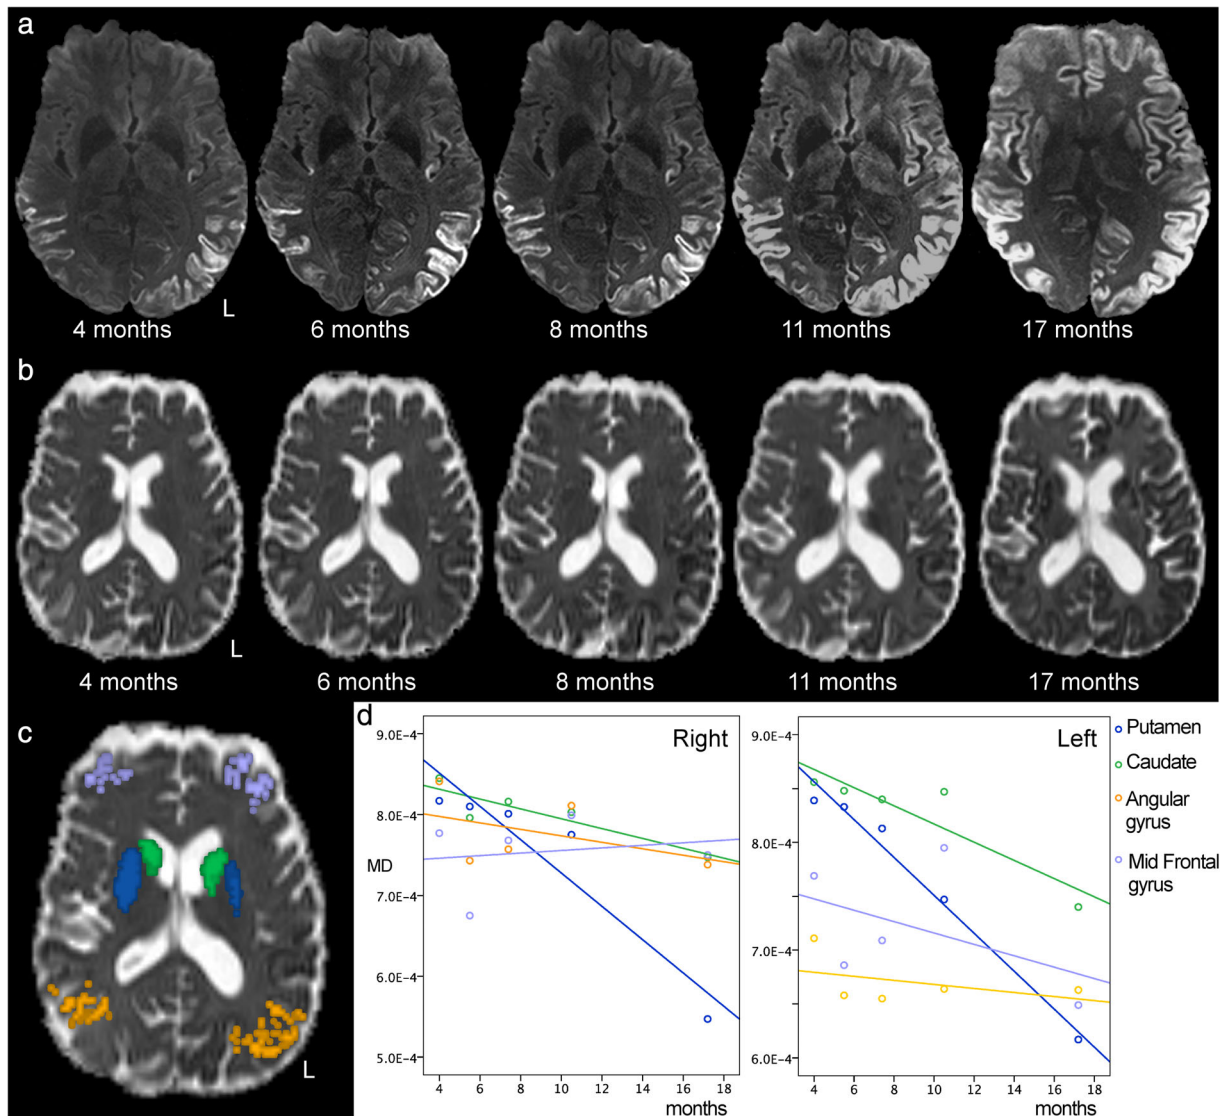 a
L
4 months
6 months
8 months
11 months
17 months
b
L
4 months
6 months
8 months
11 months
17 months
c
L
d
Right
9.0E-4
8.0E-4
MD
7.0E-4
6.0E-4
5.0E-4
4 6 8 10 12 14 16 18
months
Left
9.0E-4
8.0E-4
7.0E-4
6.0E-4
4 6 8 10 12 14 16 18
months
Putamen
Caudate
Angular
gyrus
Mid Frontal
gyrus